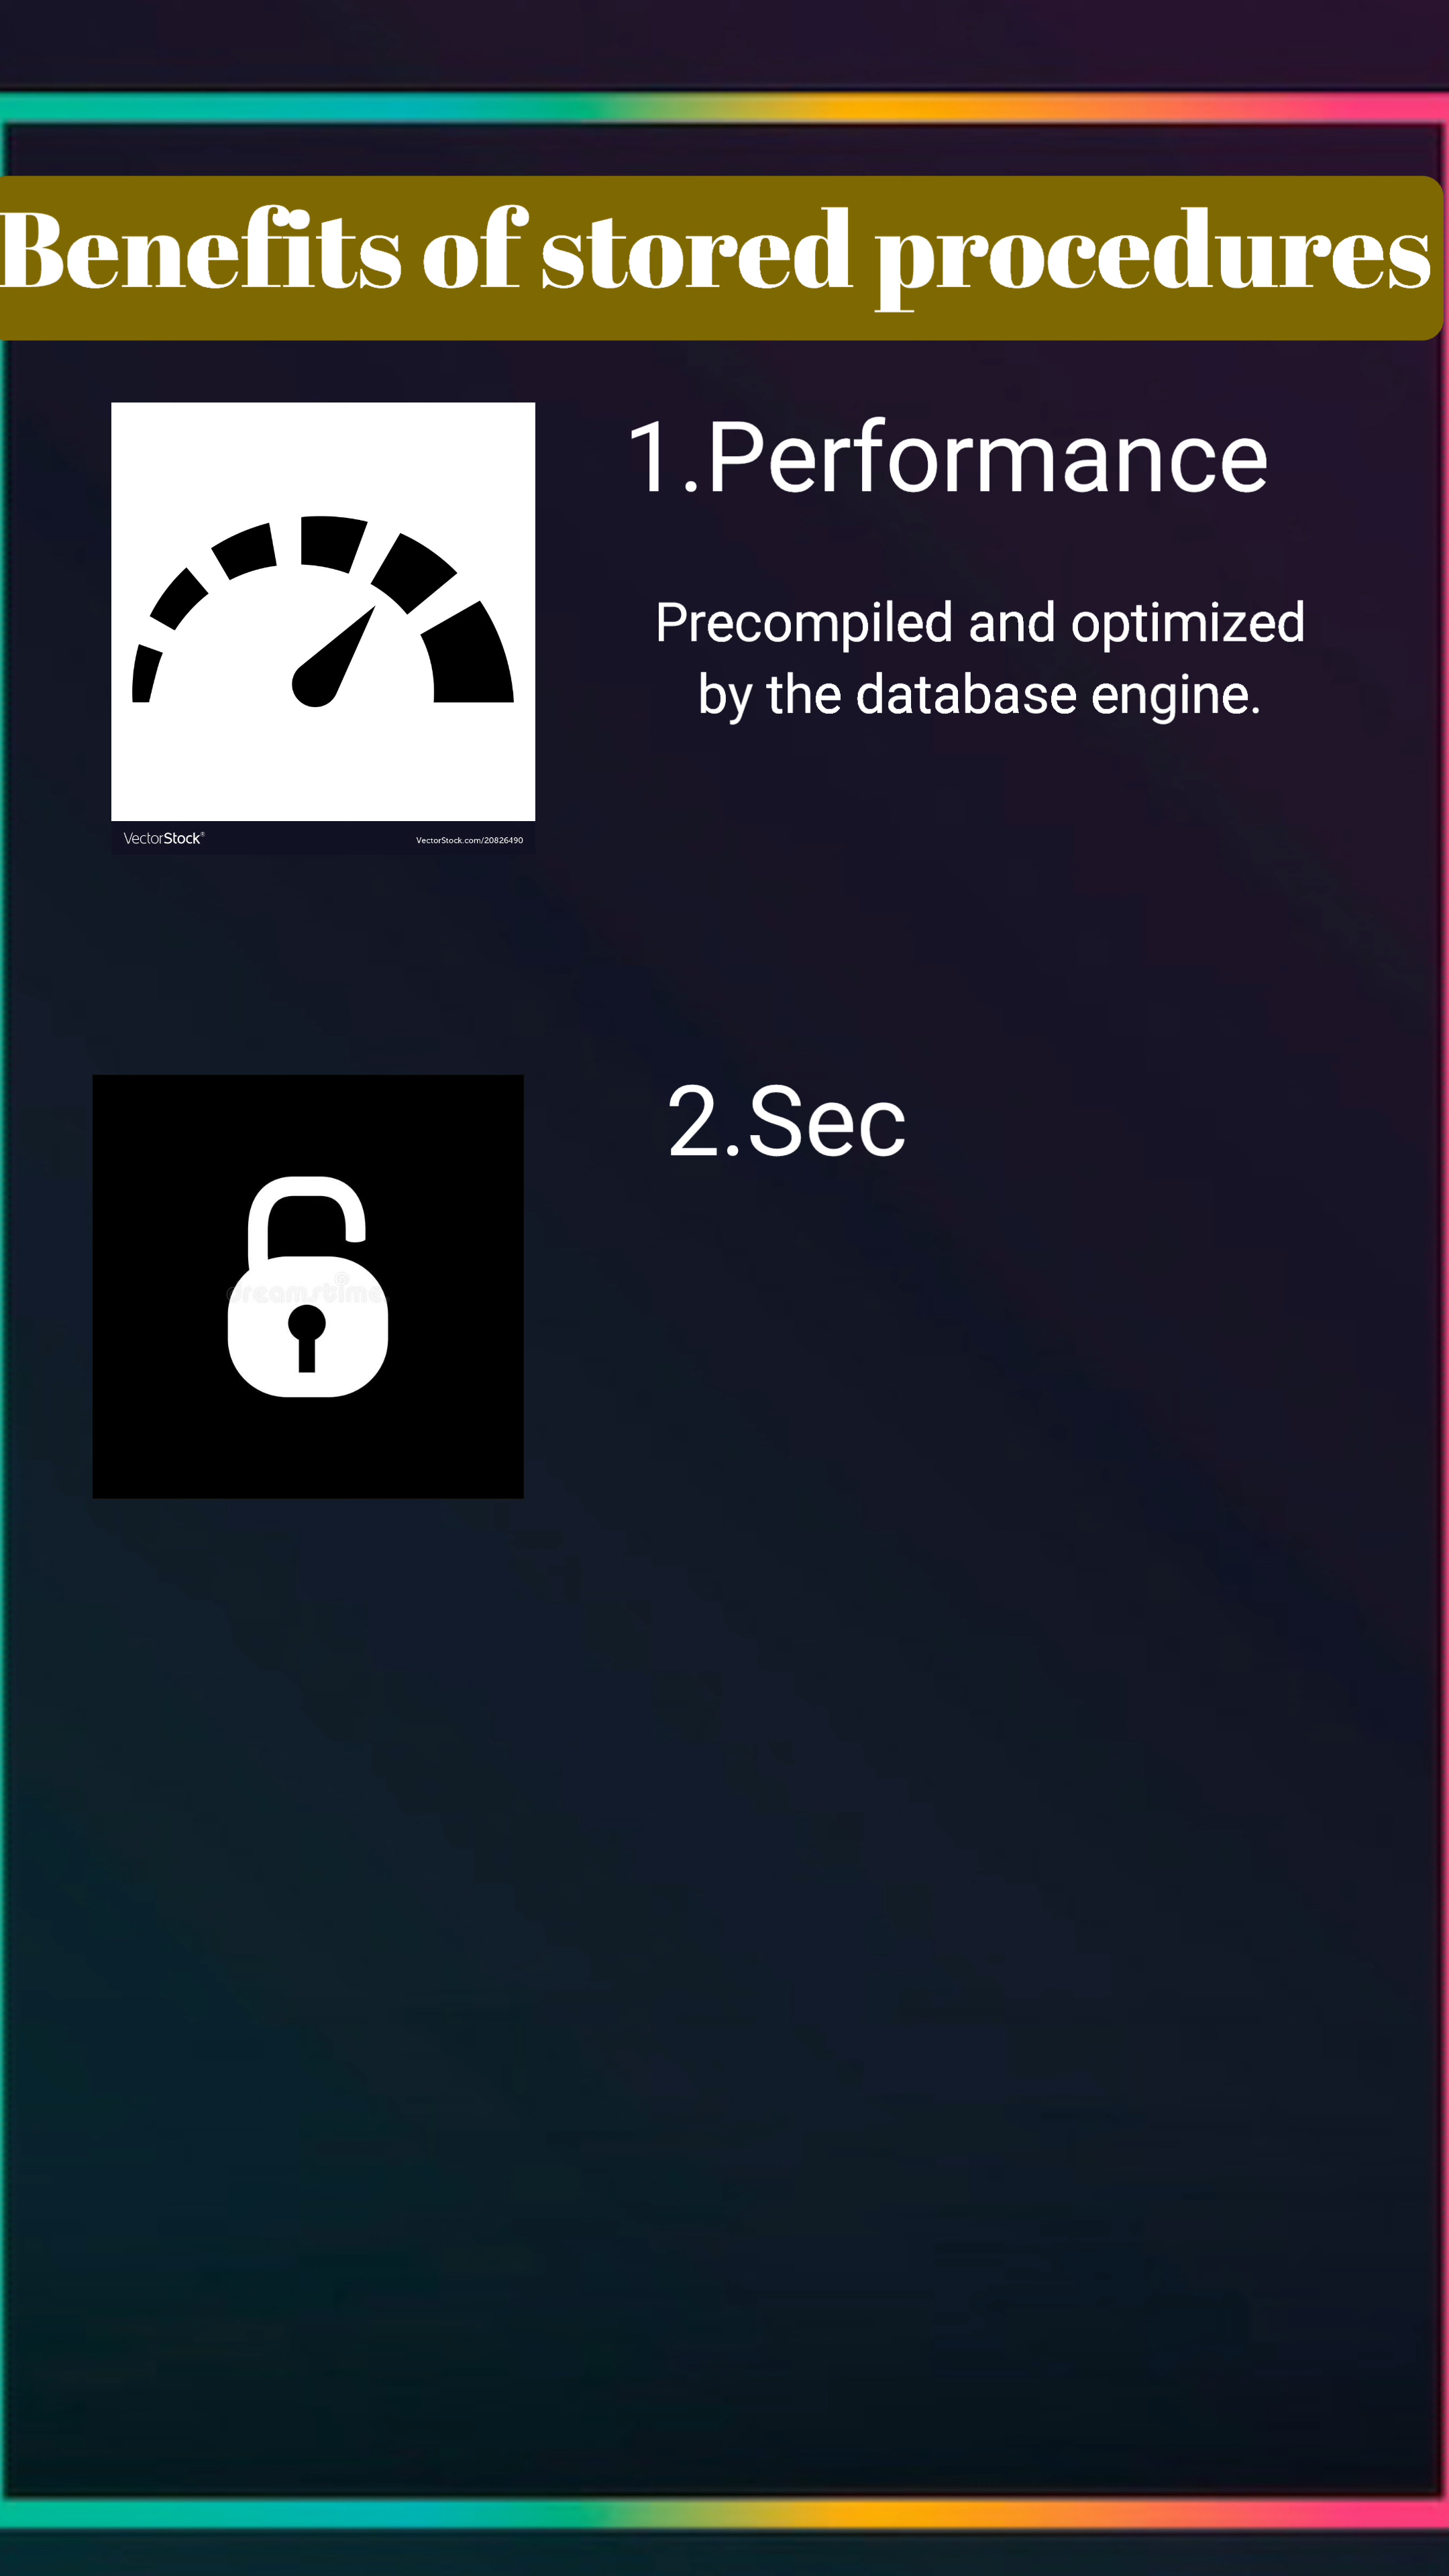 Benefits of stored procedures
1.Performance
Precompiled and optimized
by the database engine.
VectorStock®
VectorStock.com/20826490
2.Sec
dreamstime